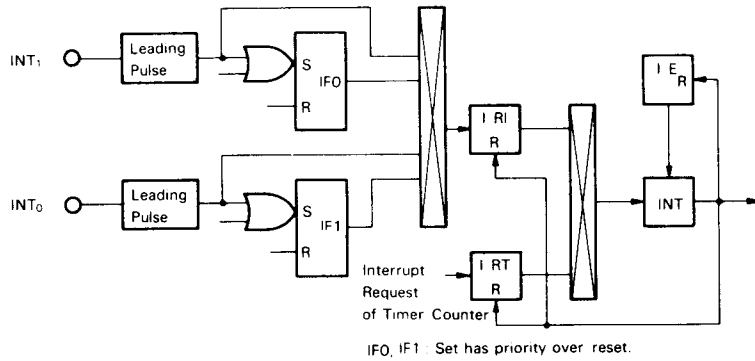 INT₁
Leading
Pulse
S
IF0
R
INT₀
Leading
Pulse
S
IF1
R
I RI
R
I E
R
INT
I RT
R
Interrupt
Request
of Timer Counter
IF0, IF1 : Set has priority over reset.